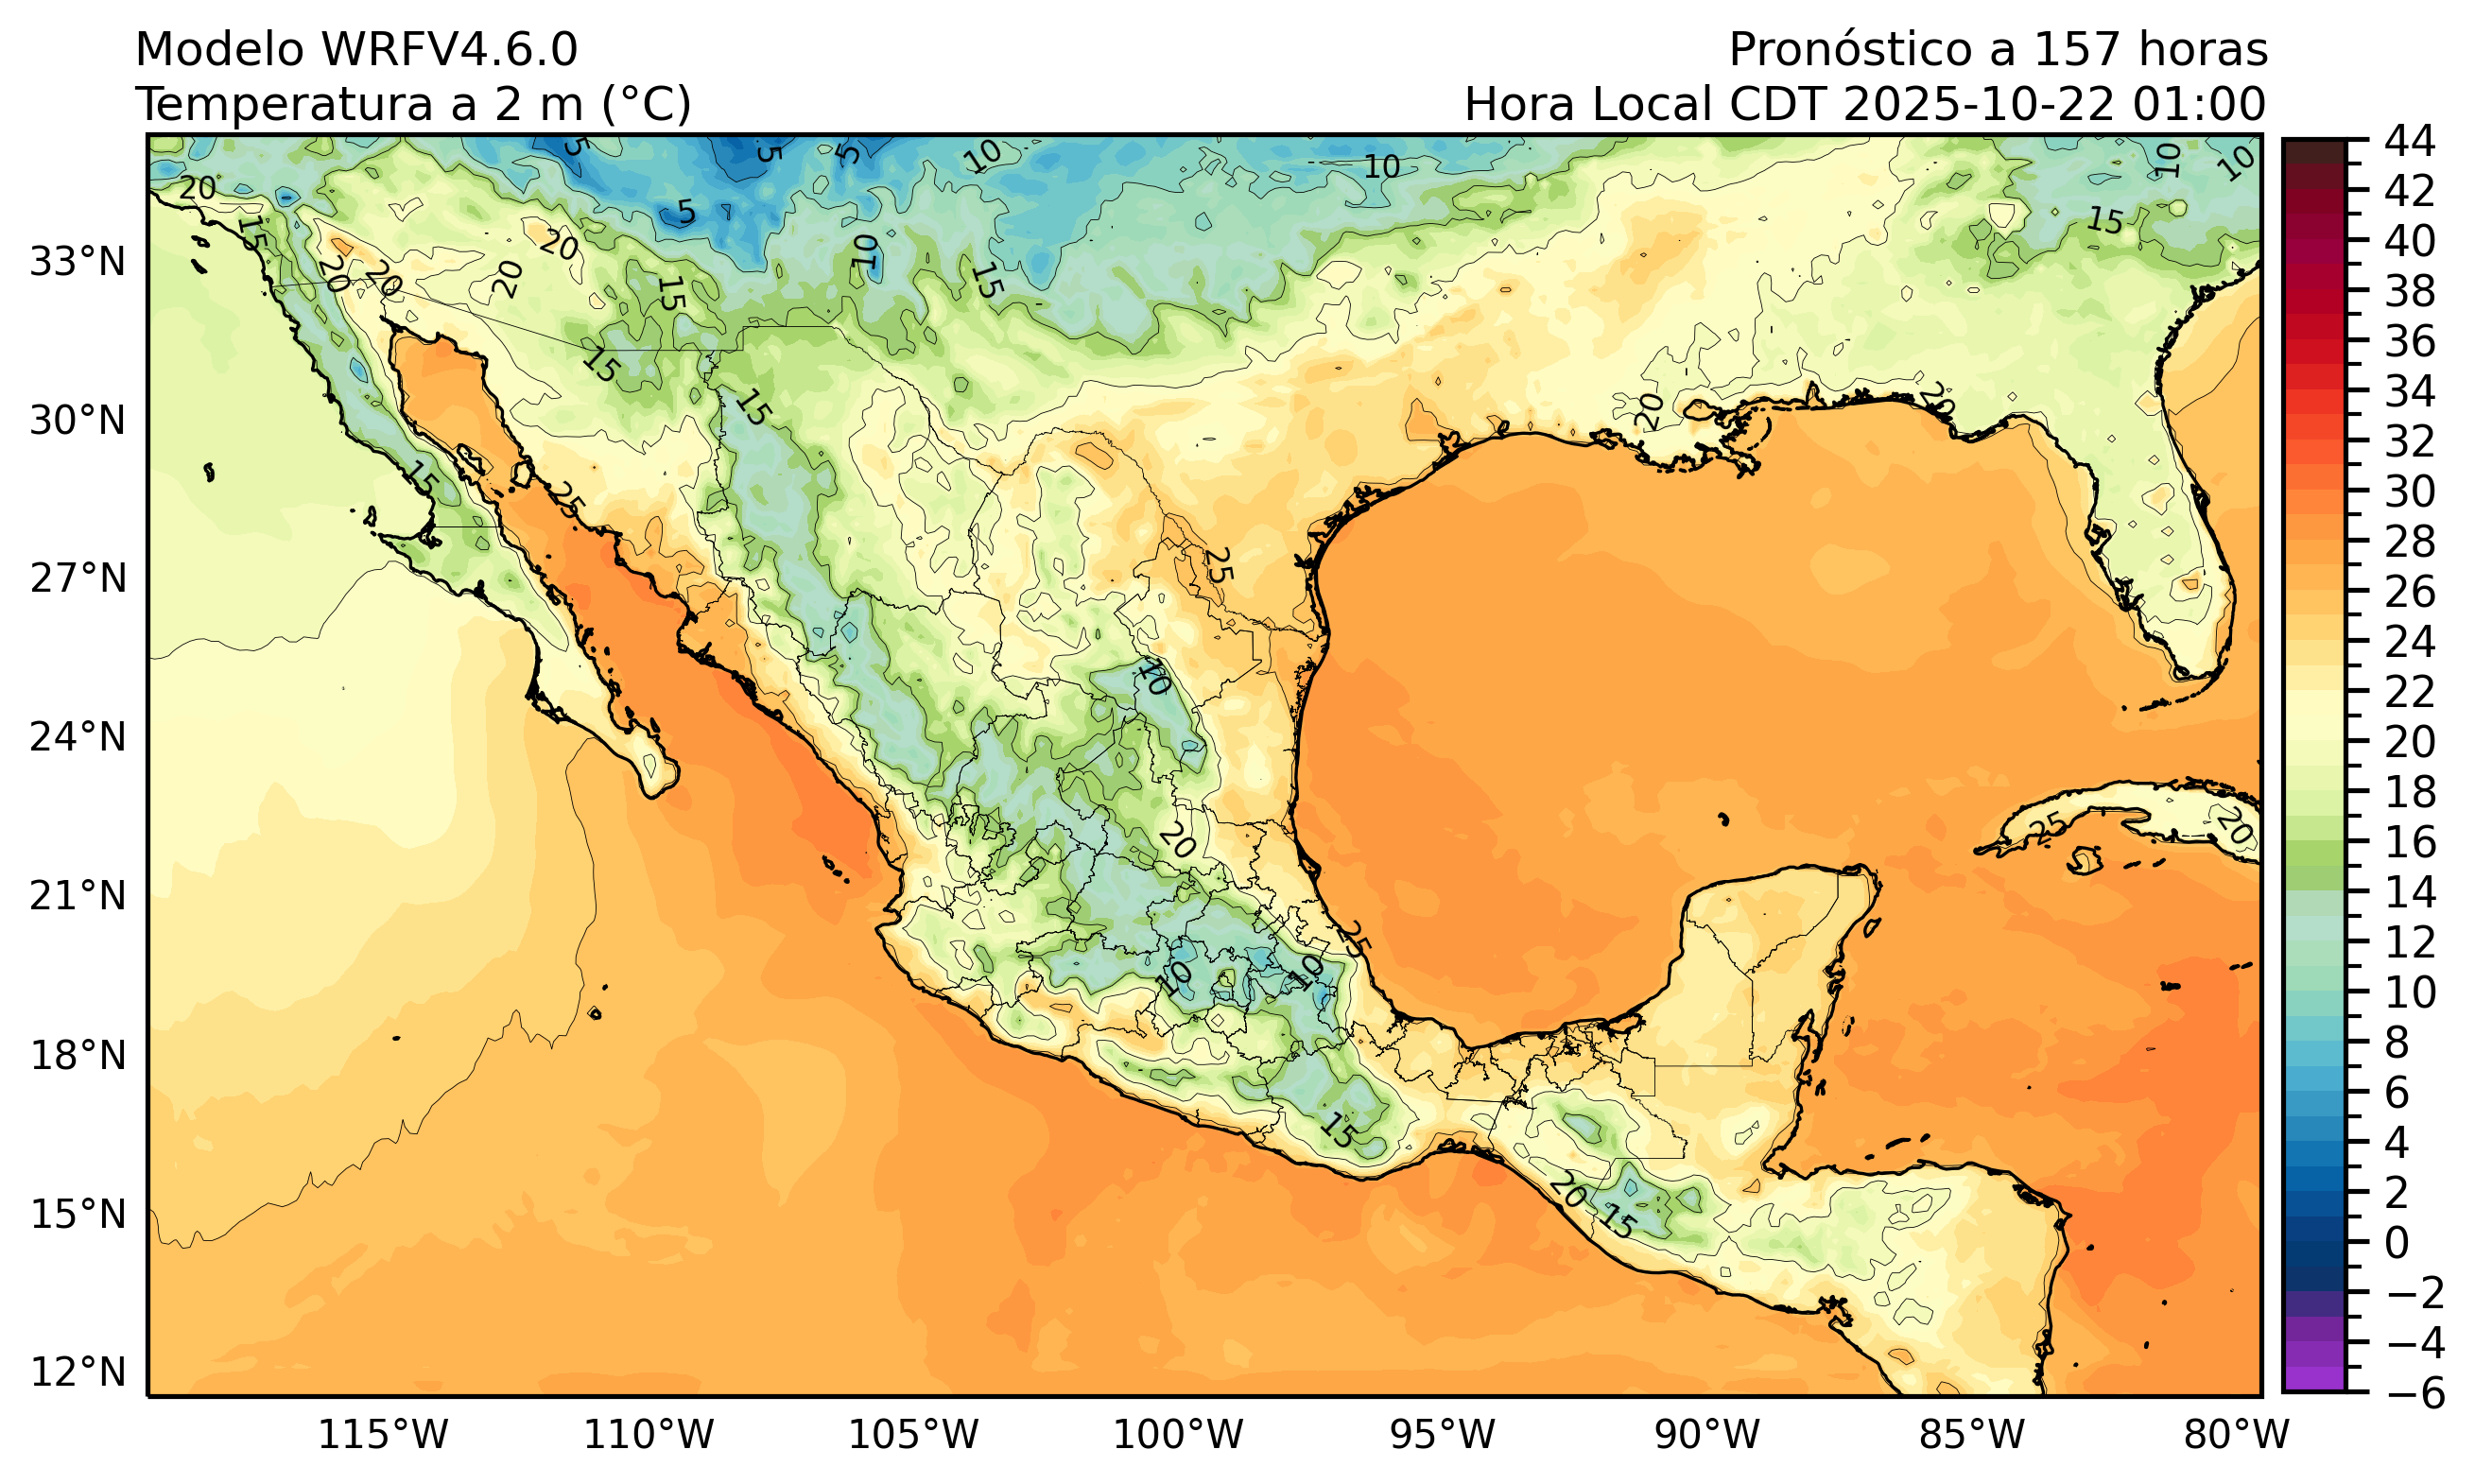 Modelo WRFV4.6.0
Pronóstico a 157 horas
Temperatura a 2 m (°C)
Hora Local CDT 2025-10-22 01:00
5 5 5 10 10 10 10
20 5 15
15 20 10
20 20 20 15 15
15
15 20 20
15 25
25
10
20 25 20
25
10 10
15
20 15
33°N
30°N
27°N
24°N
21°N
18°N
15°N
12°N
115°W 110°W 105°W 100°W 95°W 90°W 85°W 80°W
44
42
40
38
36
34
32
30
28
26
24
22
20
18
16
14
12
10
8
6
4
2
0
−2
−4
−6